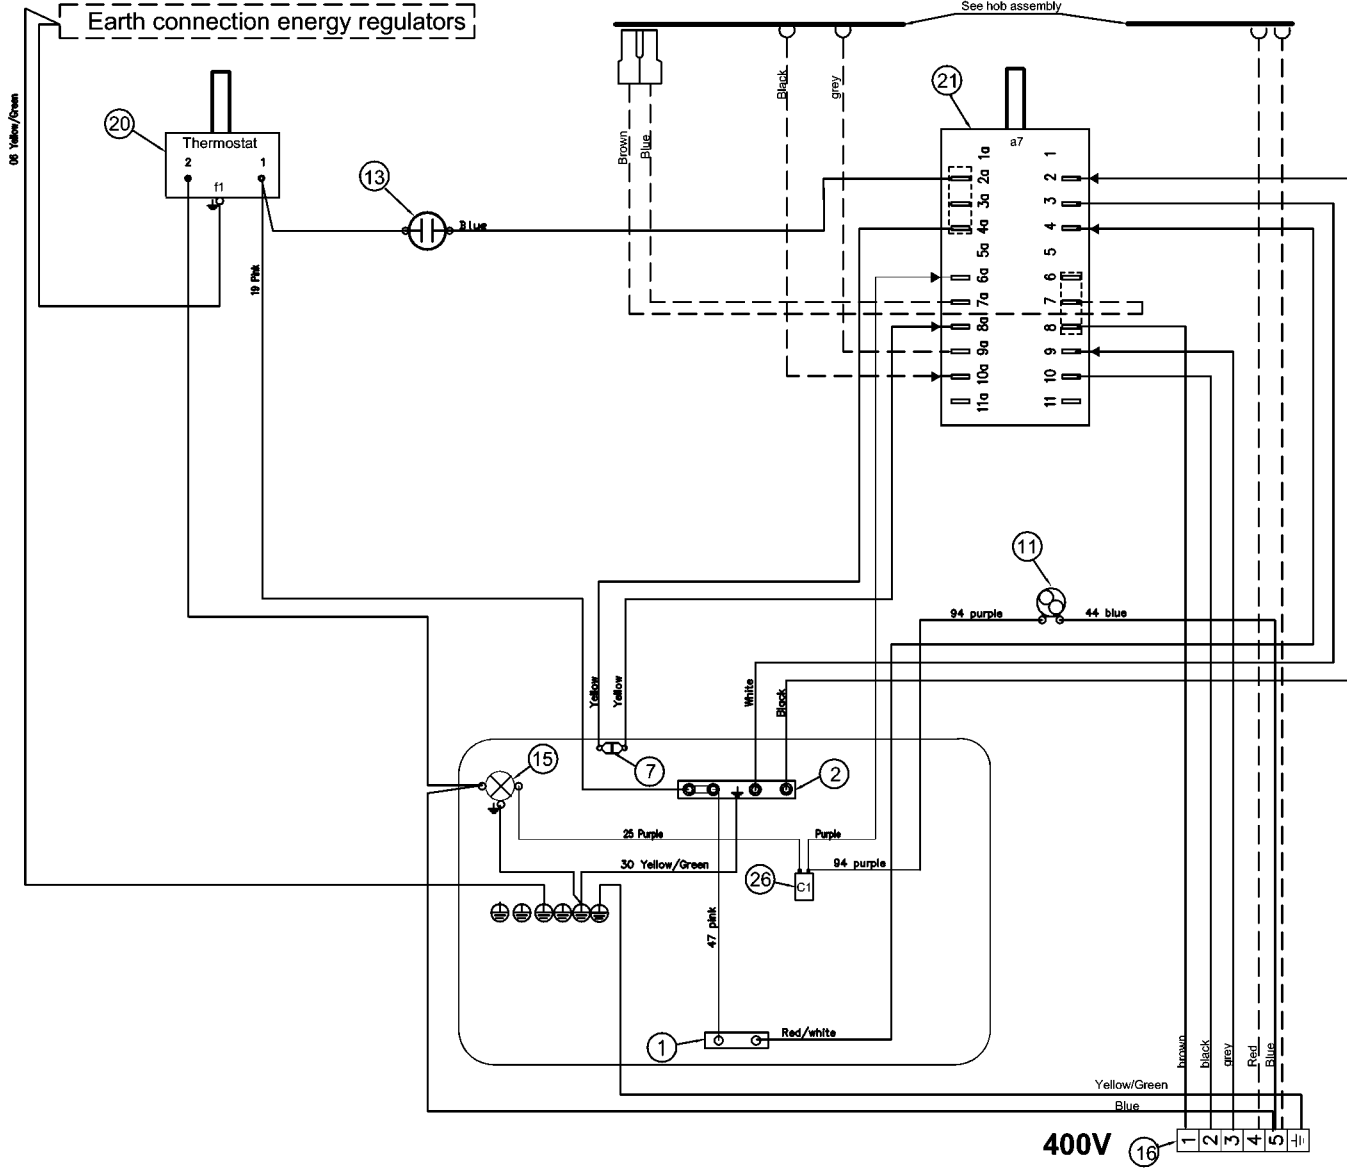 See hob assembly
Earth connection energy regulators
06 Yellow/Green
20
Thermostat
2
1
f1
13
Blue
19 Pink
Brown
Blue
Black
grey
21
a7
1a
2a
3a
4a
5a
6a
7a
8a
9a
10a
11a
1
2
3
4
5
6
7
8
9
10
11
11
94 purple
44 blue
Yellow
Yellow
White
Black
15
7
2
25 Purple
Purple
30 Yellow/Green
94 purple
26
C1
47 pink
1
Red/white
brown
black
grey
Red
Blue
Yellow/Green
Blue
400V
16
1
2
3
4
5